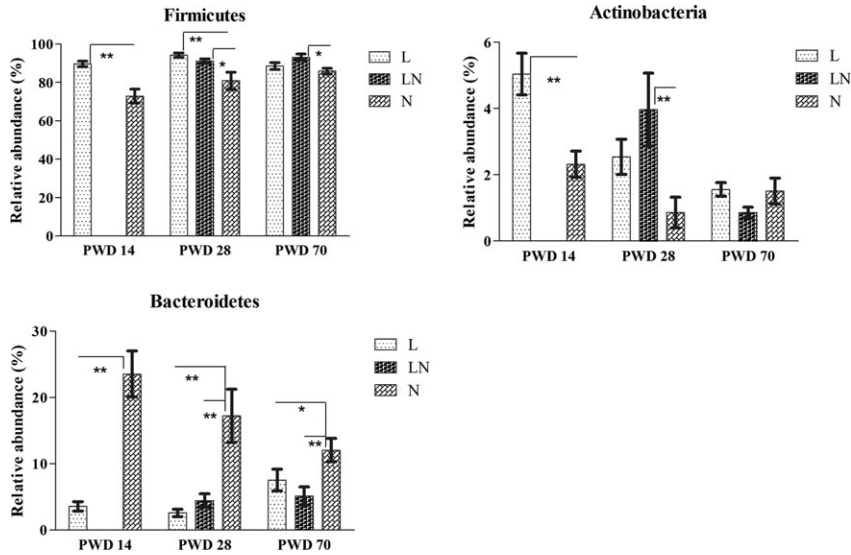 Firmicutes
Relative abundance (%)
100
80
60
40
20
0
**
**
*
*
PWD 14
PWD 28
PWD 70
L
LN
N
Actinobacteria
Relative abundance (%)
6
4
2
0
**
**
PWD 14
PWD 28
PWD 70
L
LN
N
Bacteroidetes
Relative abundance (%)
30
20
10
0
**
**
**
*
**
PWD 14
PWD 28
PWD 70
L
LN
N